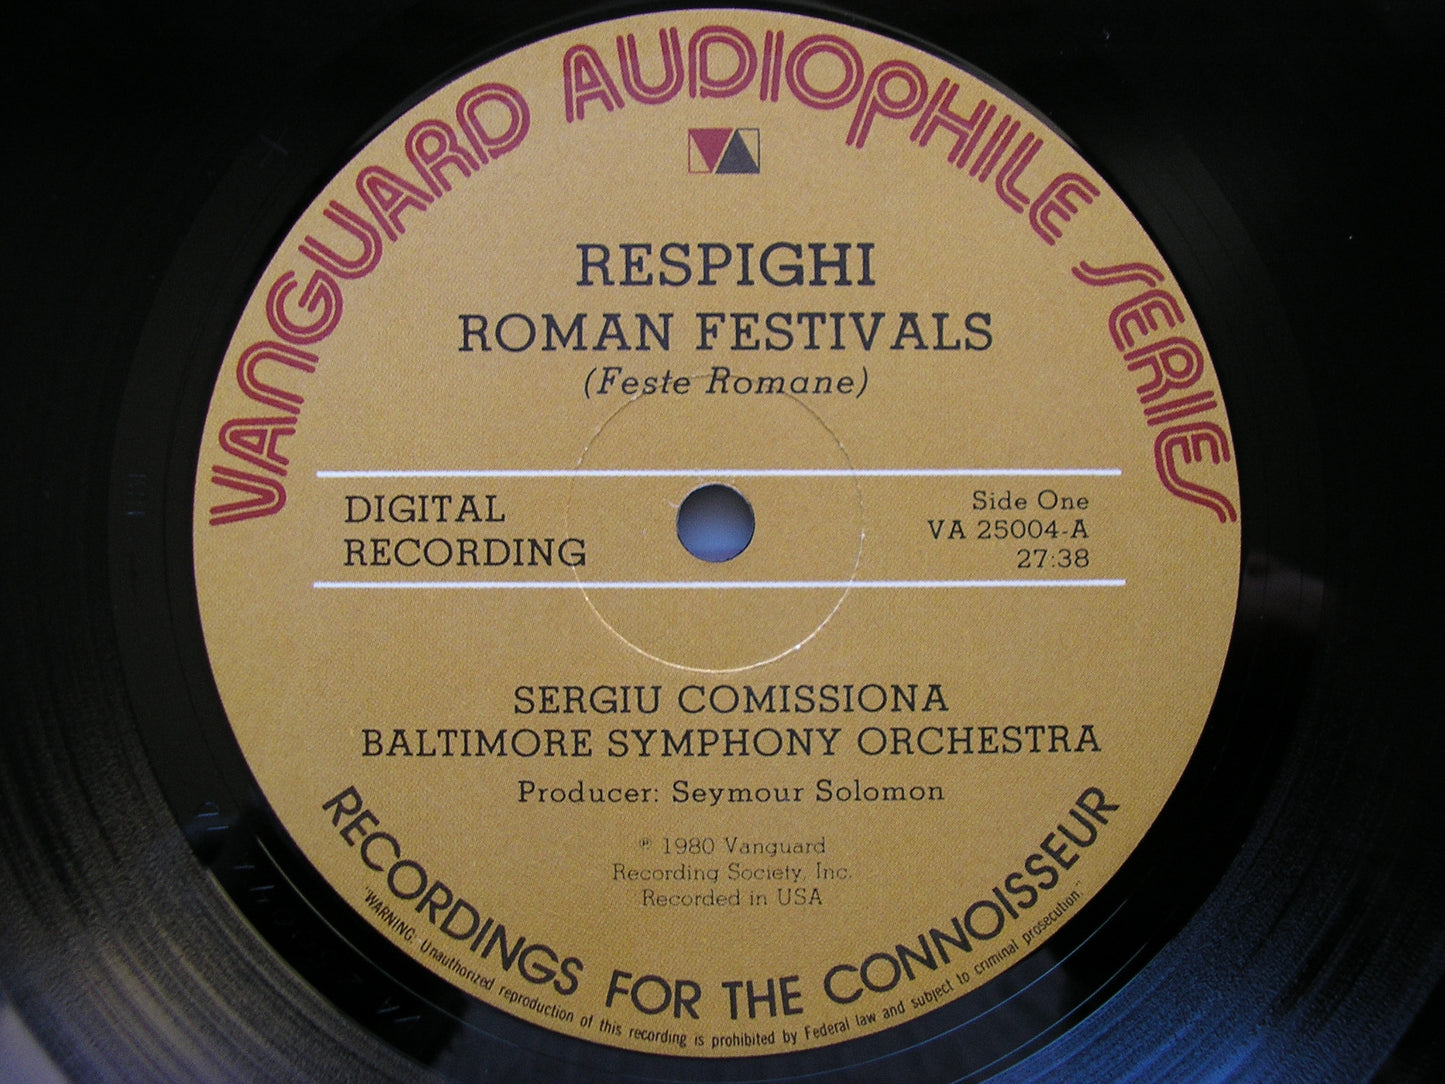 VANGUARD AUDIOPHILE SERIES
RESPIGHI
ROMAN FESTIVALS
(Feste Romane)
DIGITAL
RECORDING
Side One
VA 25004-A
27:38
SERGIU COMISSIONA
BALTIMORE SYMPHONY ORCHESTRA
Producer: Seymour Solomon
℗ 1980 Vanguard
Recording Society, Inc.
Recorded in USA
RECORDINGS FOR THE CONNOISSEUR
"WARNING: Unauthorized reproduction of this recording is prohibited by Federal law and subject to criminal prosecution."